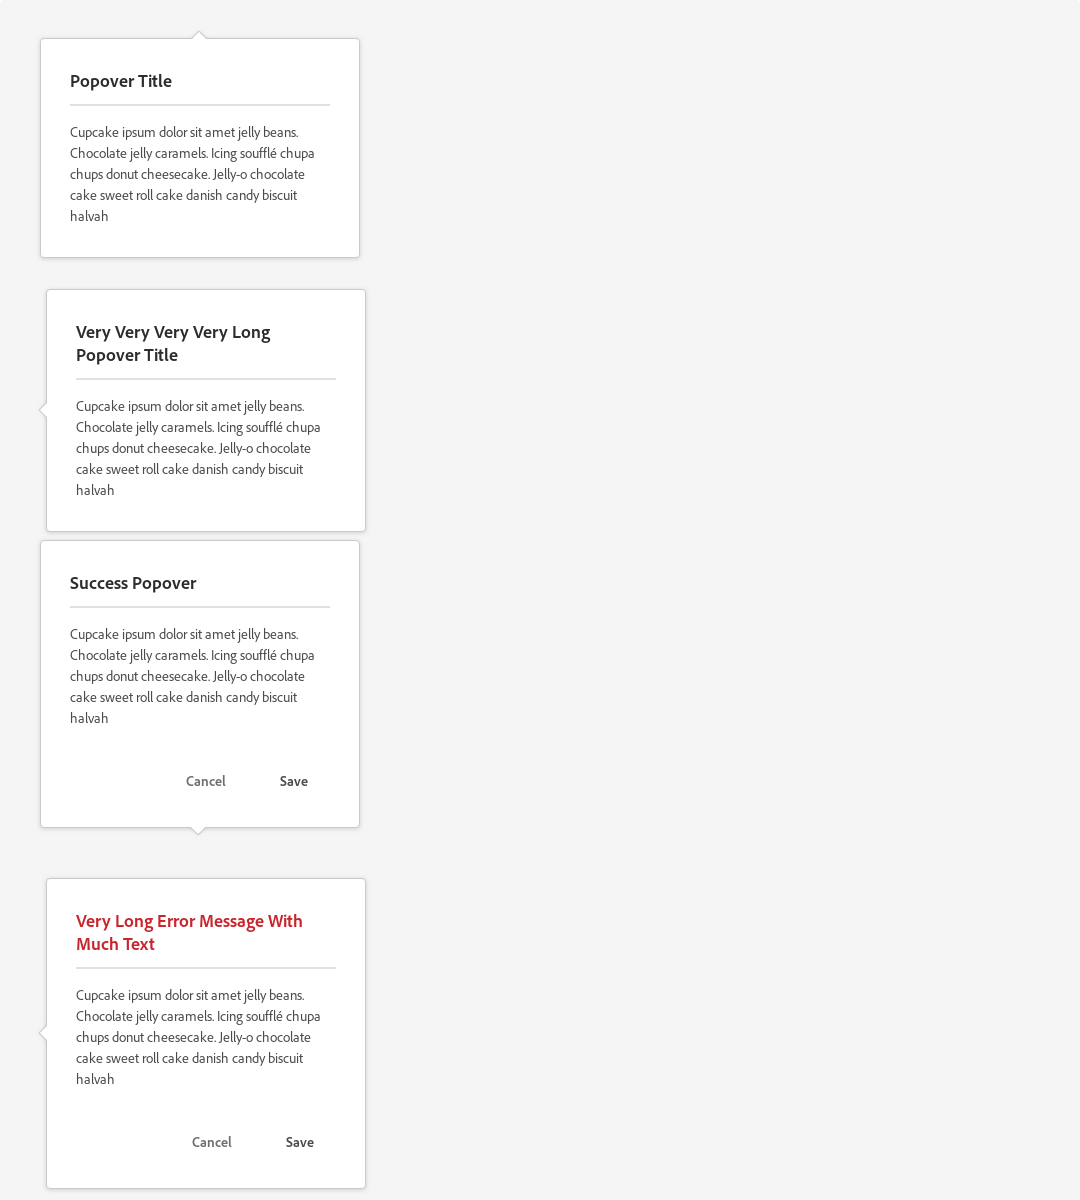 Popover Title
Cupcake ipsum dolor sit amet jelly beans.
Chocolate jelly caramels. Icing soufflé chupa
chups donut cheesecake. Jelly-o chocolate
cake sweet roll cake danish candy biscuit
halvah
Very Very Very Very Long
Popover Title
Cupcake ipsum dolor sit amet jelly beans.
Chocolate jelly caramels. Icing soufflé chupa
chups donut cheesecake. Jelly-o chocolate
cake sweet roll cake danish candy biscuit
halvah
Success Popover
Cupcake ipsum dolor sit amet jelly beans.
Chocolate jelly caramels. Icing soufflé chupa
chups donut cheesecake. Jelly-o chocolate
cake sweet roll cake danish candy biscuit
halvah
Cancel Save
Very Long Error Message With
Much Text
Cupcake ipsum dolor sit amet jelly beans.
Chocolate jelly caramels. Icing soufflé chupa
chups donut cheesecake. Jelly-o chocolate
cake sweet roll cake danish candy biscuit
halvah
Cancel Save